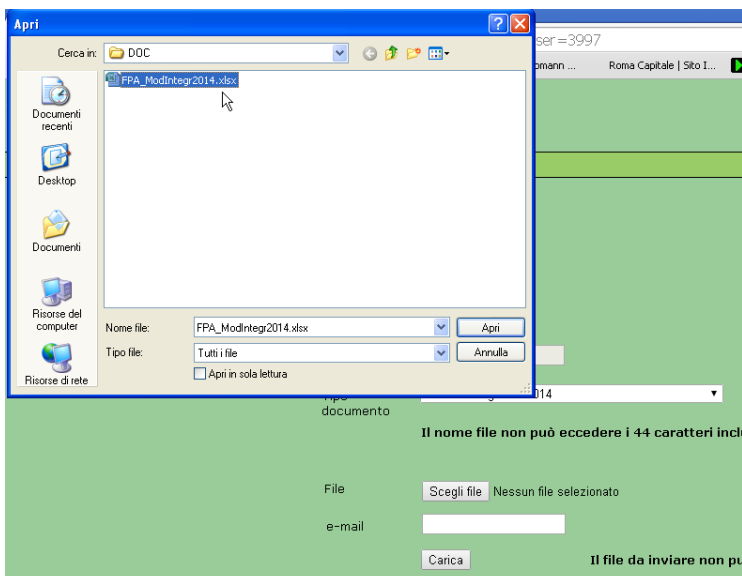 Apri
ser=3997
Cerca in: DOC
omann ... Roma Capitale | Sito I...
FPA_ModIntegr2014.xlsx
Documenti
recenti
Desktop
Documenti
Risorse del
computer
Nome file: FPA_ModIntegr2014.xlsx Apri
Tipo file: Tutti i file Annulla
Apri in sola lettura
Risorse di rete
014
documento
Il nome file non può eccedere i 44 caratteri incl
File Scegli file Nessun file selezionato
e-mail
Carica Il file da inviare non pu